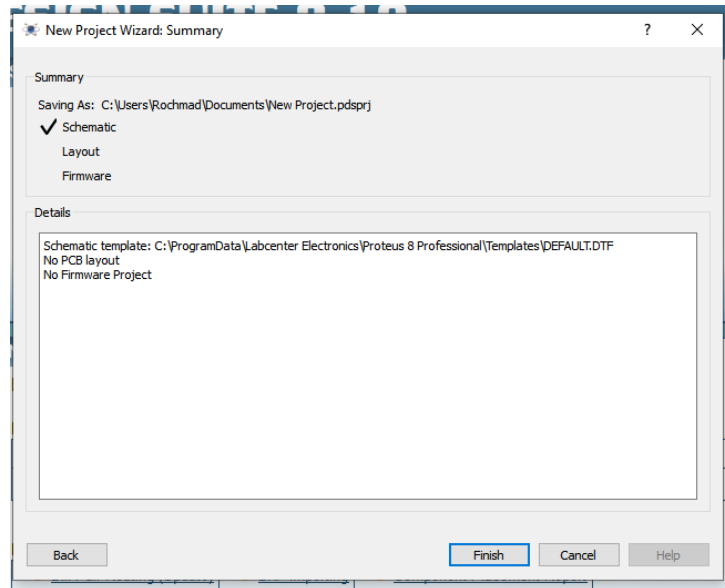 New Project Wizard: Summary
?
Summary
Saving As: C:\Users\Rochmad\Documents\New Project.pdsprj
Schematic
Layout
Firmware
Details
Schematic template: C:\ProgramData\Labcenter Electronics\Proteus 8 Professional\Templates\DEFAULT.DTF
No PCB layout
No Firmware Project
Back
Finish
Cancel
Help